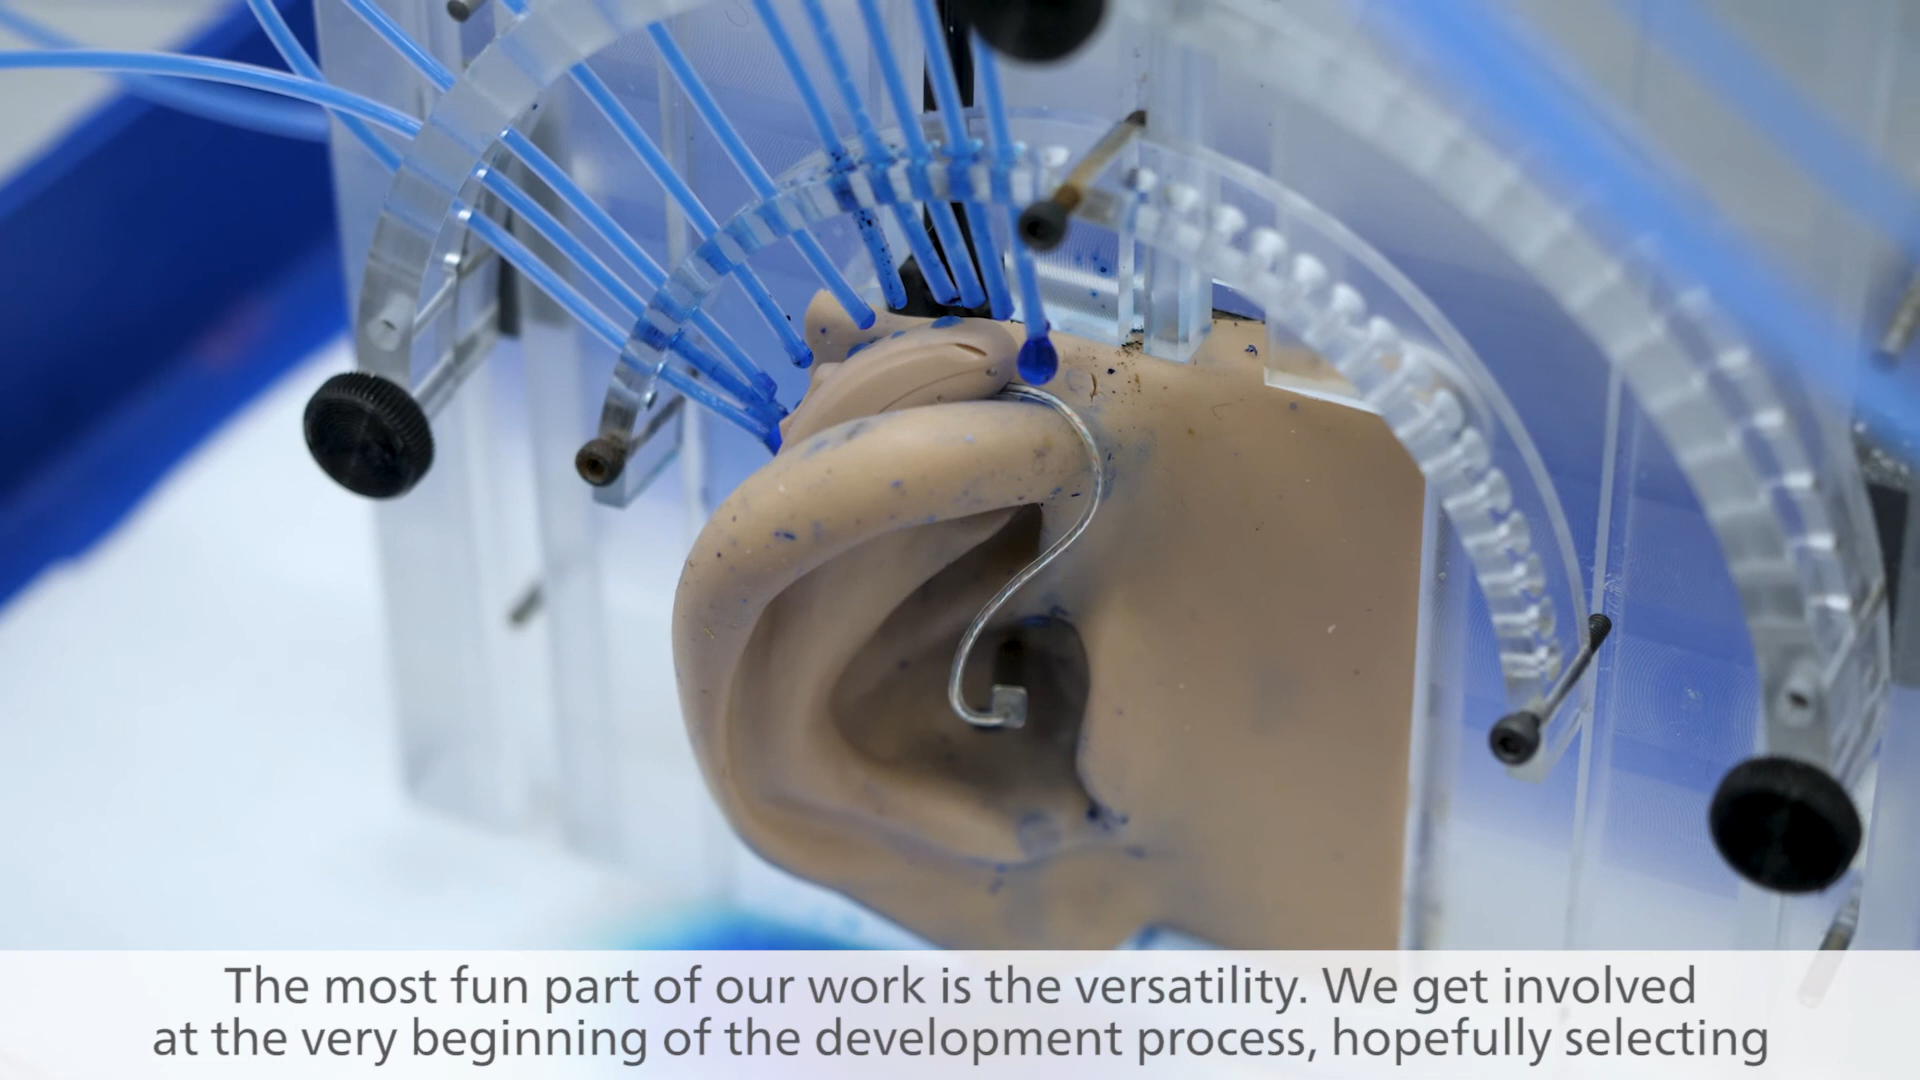 The most fun part of our work is the versatility. We get involved
at the very beginning of the development process, hopefully selecting